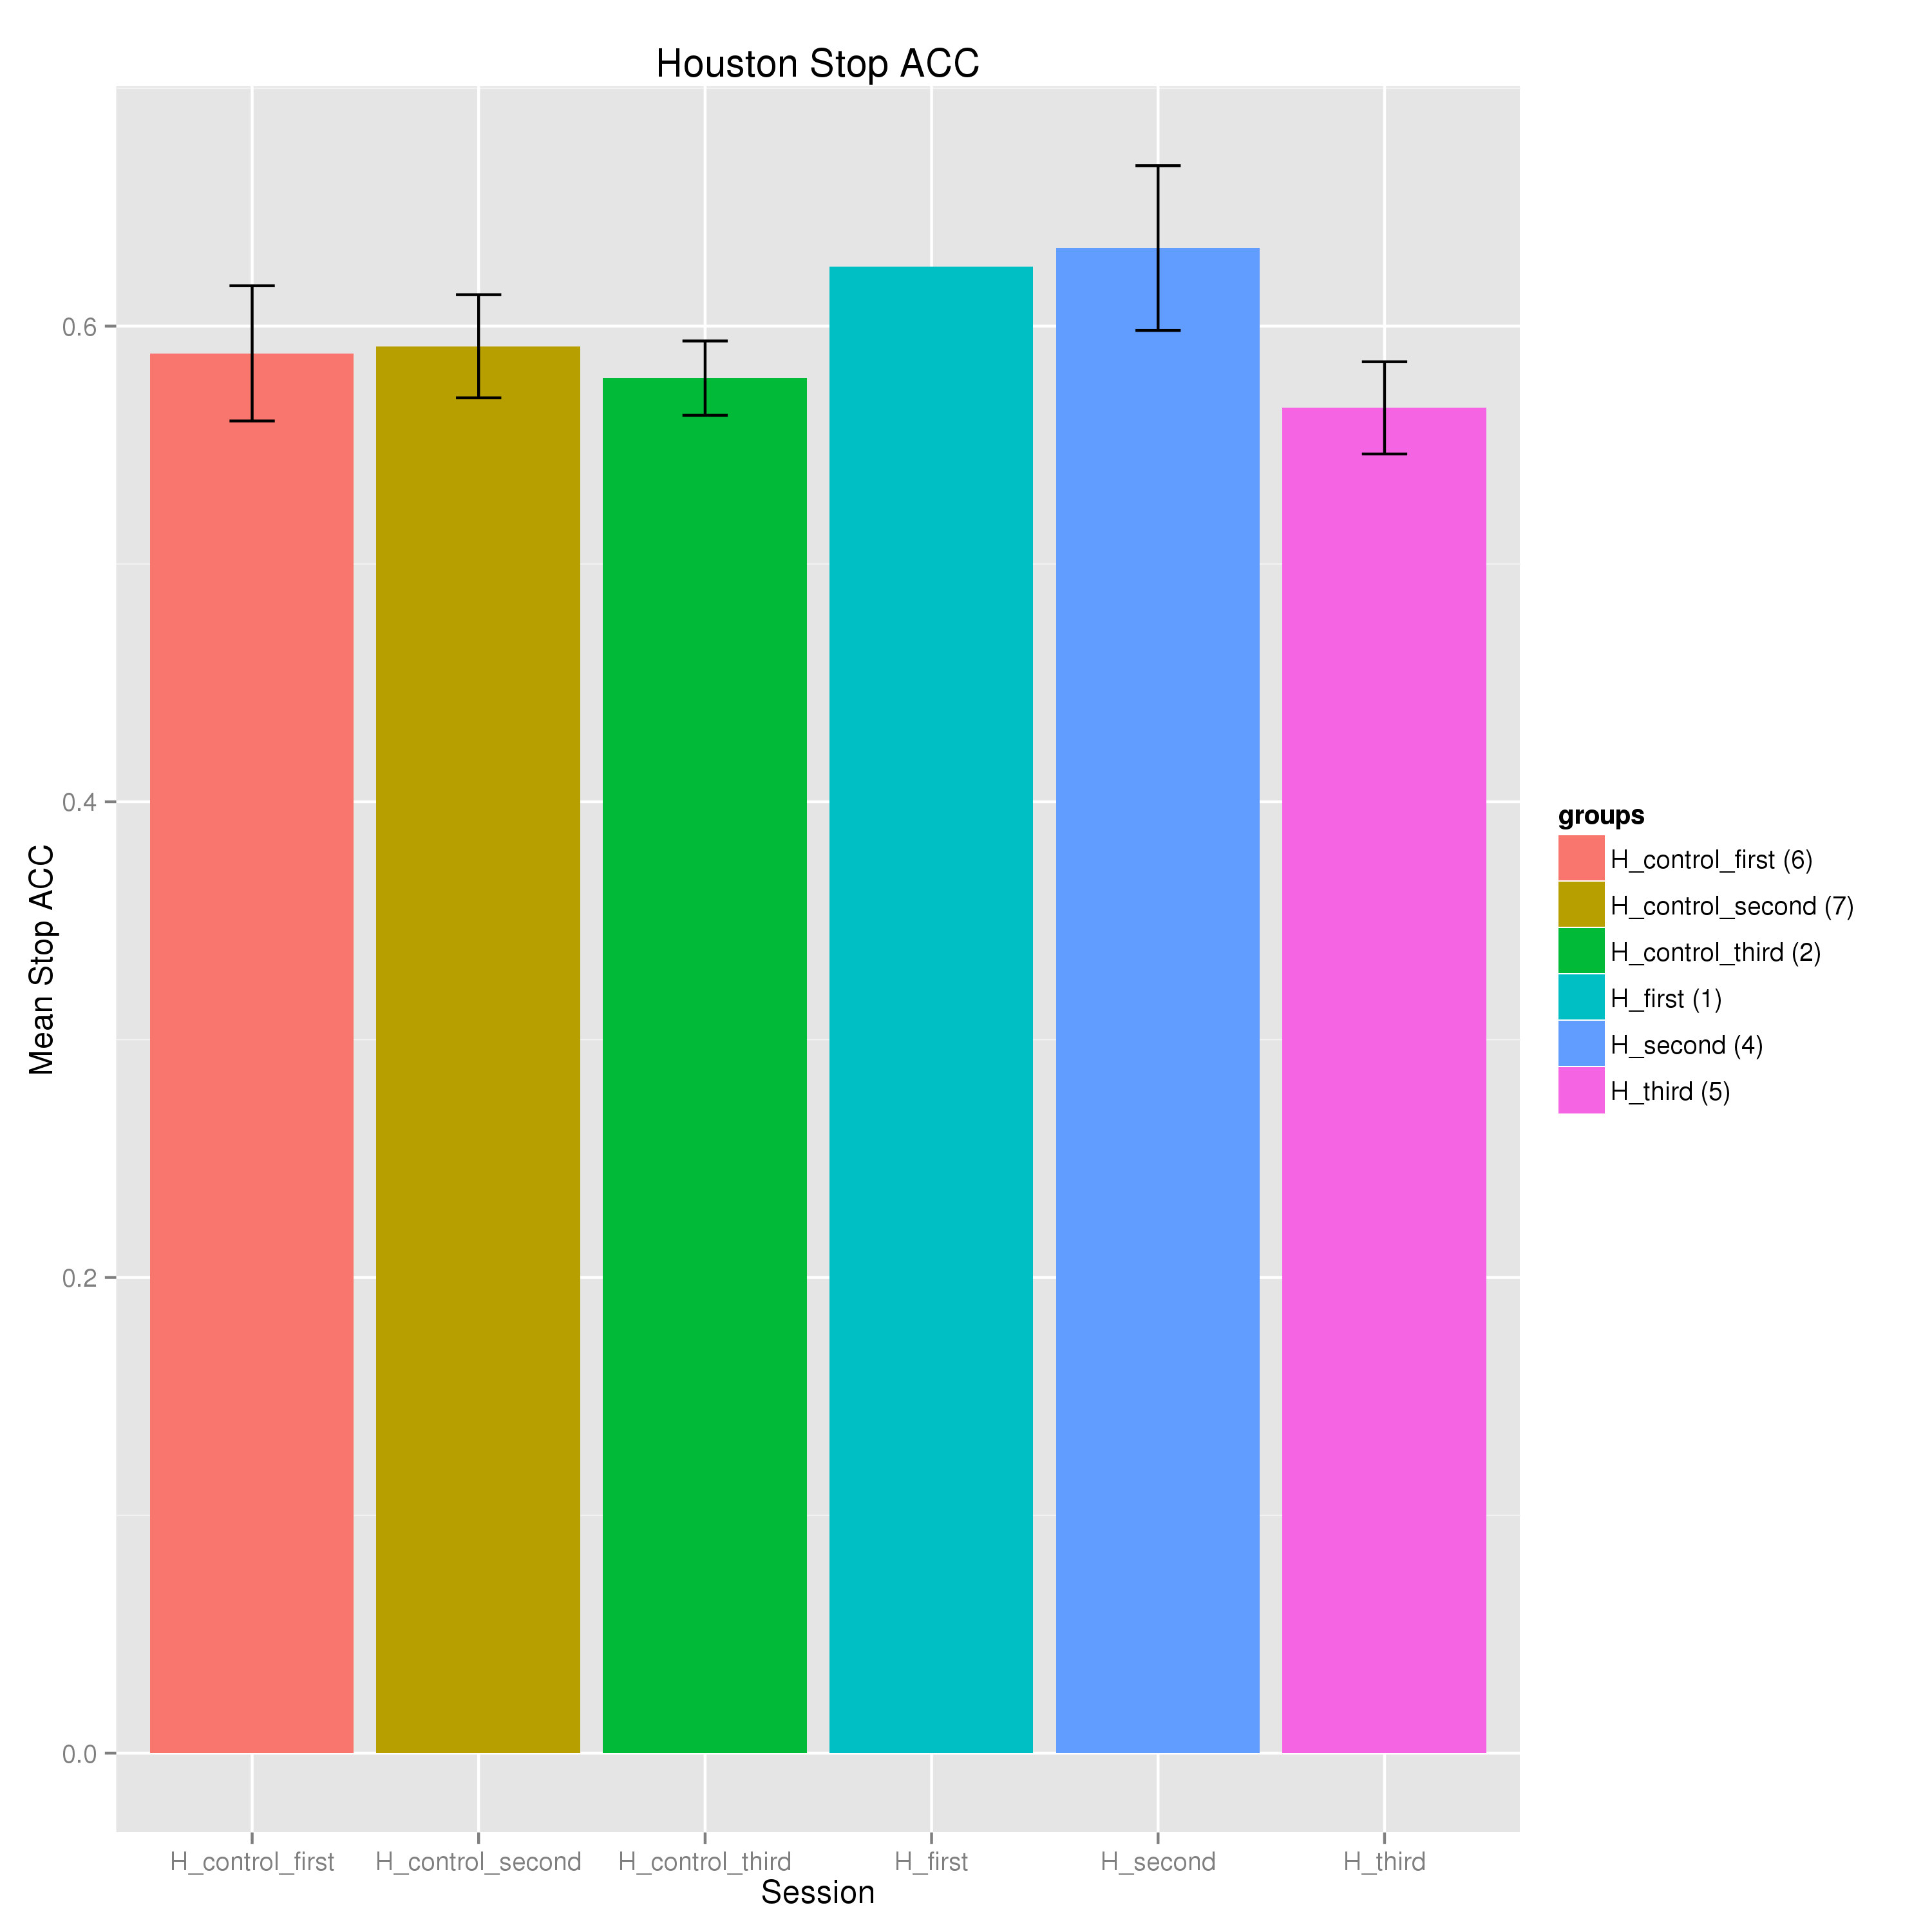 Houston Stop ACC
Mean Stop ACC
0.6
0.4
0.2
0.0
H_control_first
H_control_second
H_control_third
H_first
H_second
H_third
Session
groups
H_control_first (6)
H_control_second (7)
H_control_third (2)
H_first (1)
H_second (4)
H_third (5)